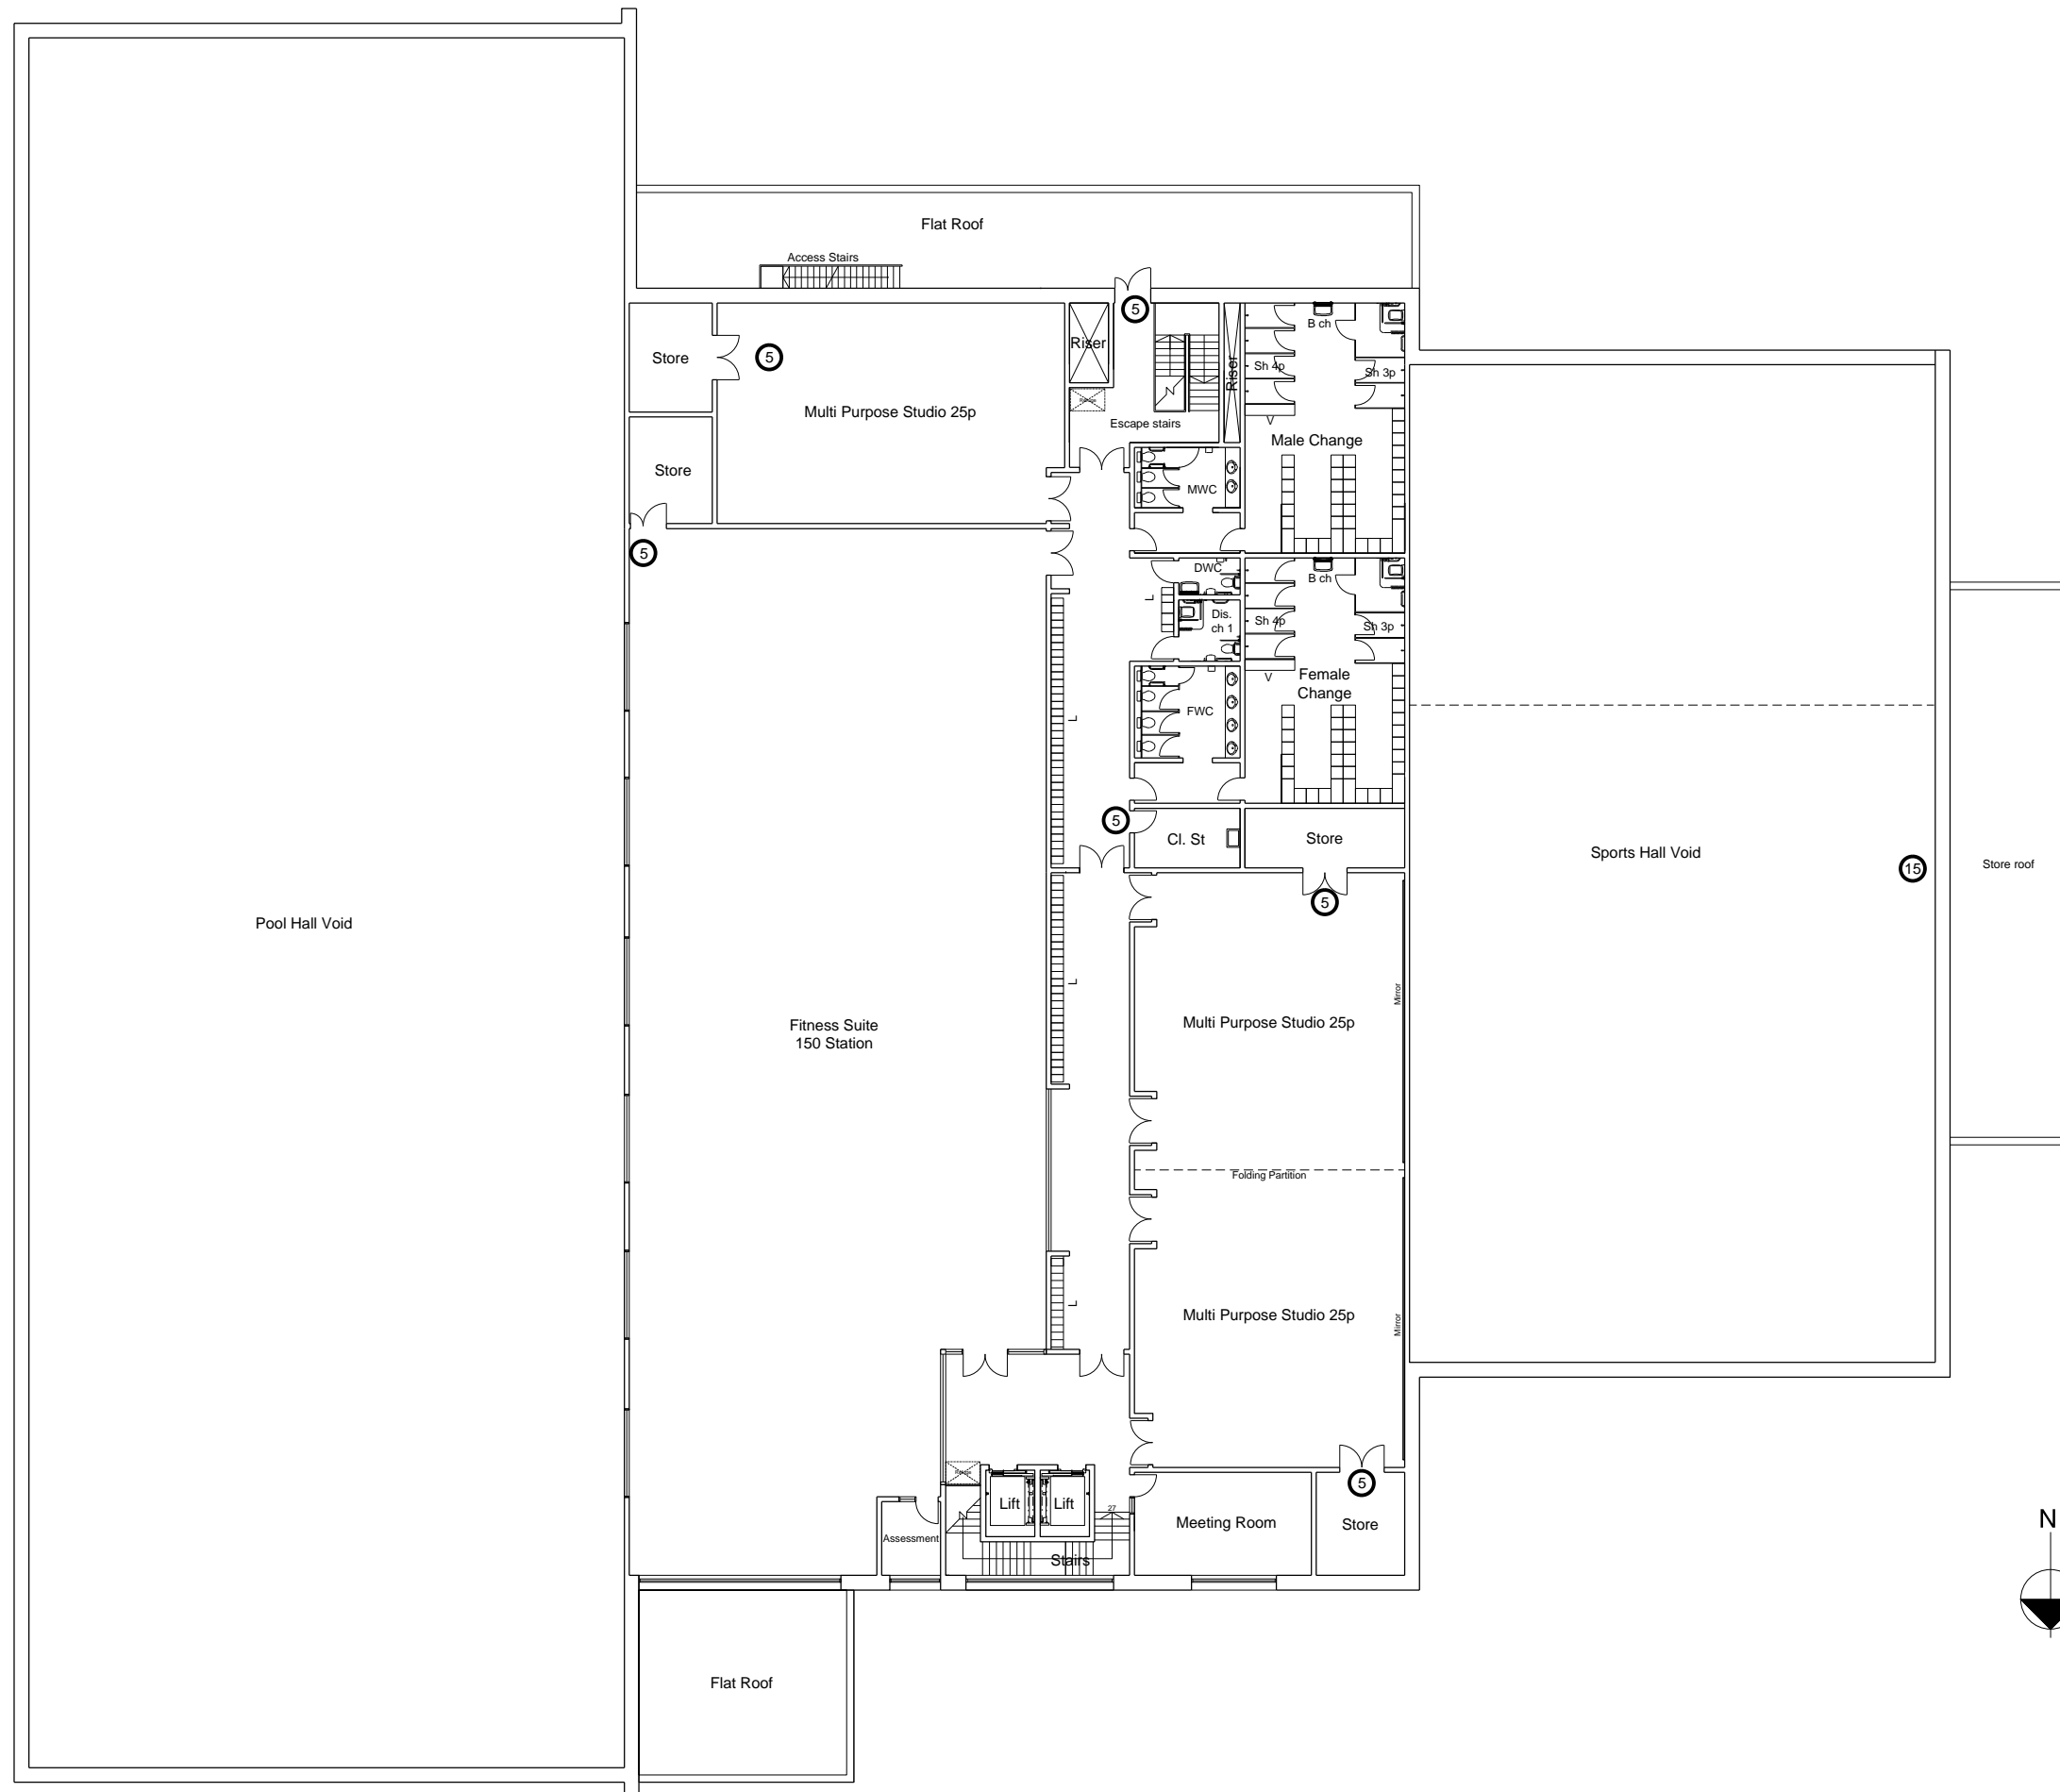 Flat Roof
Access Stairs
5
Riser
B ch
Store
5
Sh 4p
Riser
Sh 3p
Multi Purpose Studio 25p
Refuge
Escape stairs
V
Male Change
Store
MWC
5
DWC
B ch
L
Dis.
ch 1
Sh 4p
Sh 3p
V
Female
Change
FWC
L
5
Cl. St
Store
Sports Hall Void
15
Store roof
5
Pool Hall Void
L
Mirror
Fitness Suite
150 Station
Multi Purpose Studio 25p
Folding Partition
L
Multi Purpose Studio 25p
Mirror
Refuge
5
Lift
Lift
27
Meeting Room
Store
N
Assessment
Stairs
Flat Roof